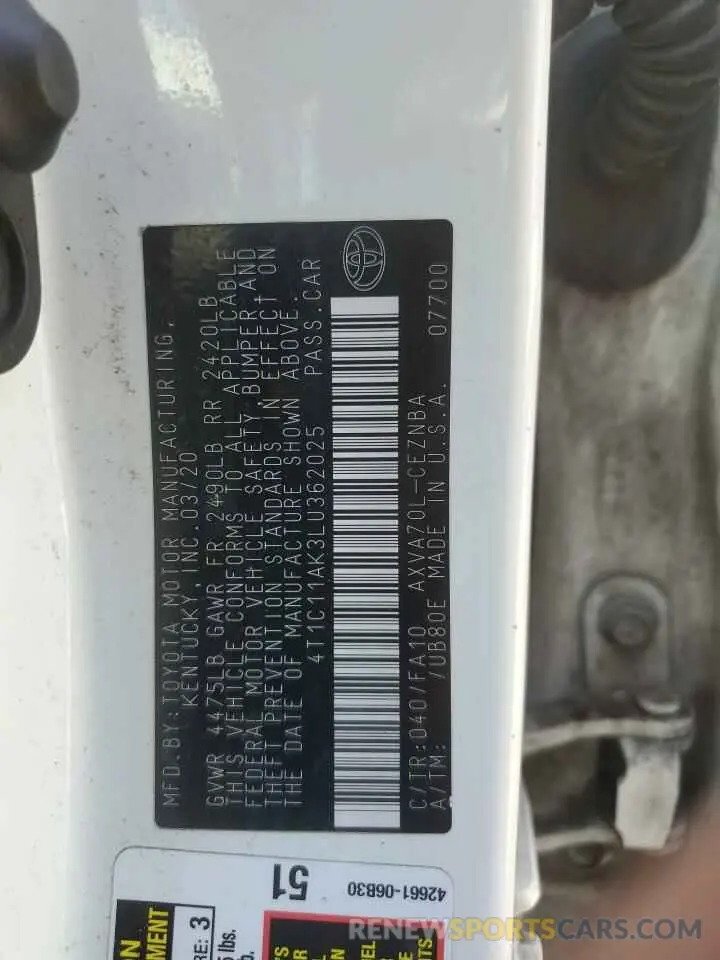 MFD.BY:TOYOTA MOTOR MANUFACTURING,
KENTUCKY, INC. 03/20
GVWR 4475LB GAWR FR 2490LB RR 2420LB
THIS VEHICLE CONFORMS TO ALL APPLICABLE
FEDERAL MOTOR VEHICLE SAFETY, BUMPER, AND
THEFT PREVENTION STANDARDS IN EFFECT ON
THE DATE OF MANUFACTURE SHOWN ABOVE.
4T1C11AK3LU362025 PASS.CAR
C/TR:040/FA10 AXVA70L-CEZNBA 07700
A/TM: /UB80E MADE IN U.S.A.
51
42661-06B30
3
lbs.
RENEWSPORTSCARS.COM